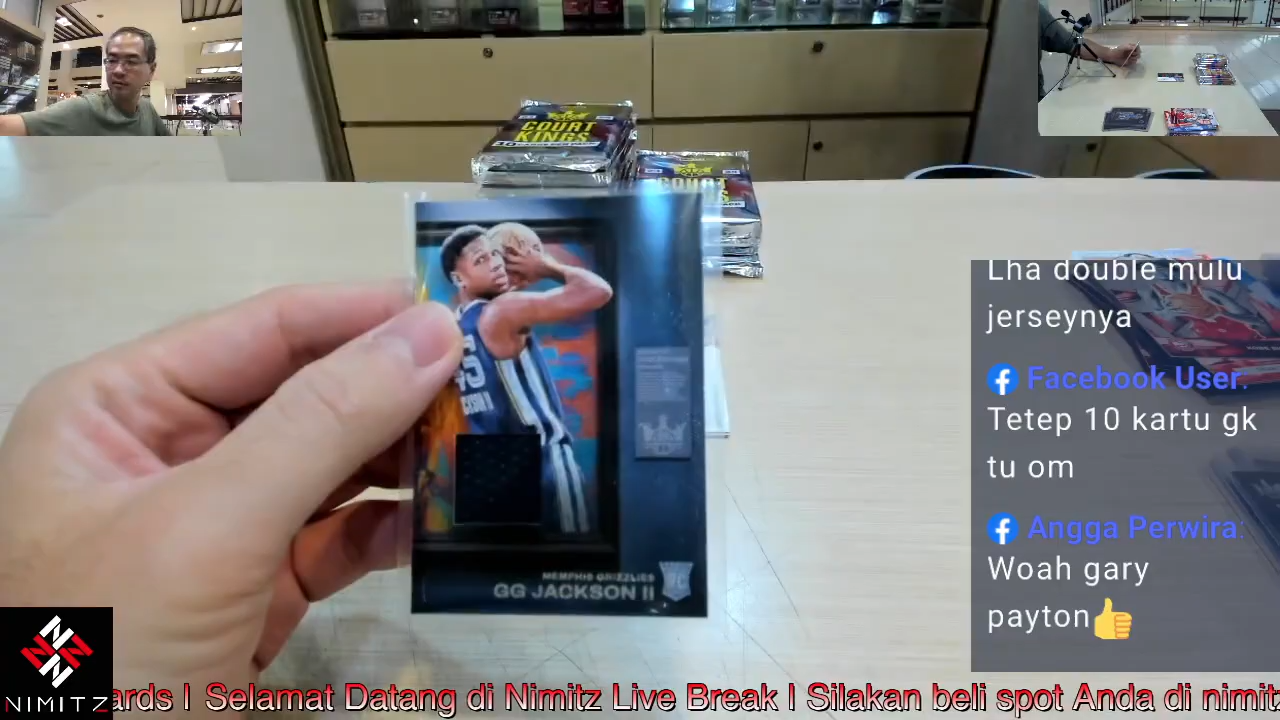 COURT
KINGS
COURT
Lha double mulu
jerseynya
Facebook User:
Tetep 10 kartu gk
tu om
Angga Perwira:
Woah gary
payton👍
45
MEMPHIS GRIZZLIES
GG JACKSON II
NIMITZ
ards | Selamat Datang di Nimitz Live Break | Silakan beli spot Anda di nimit